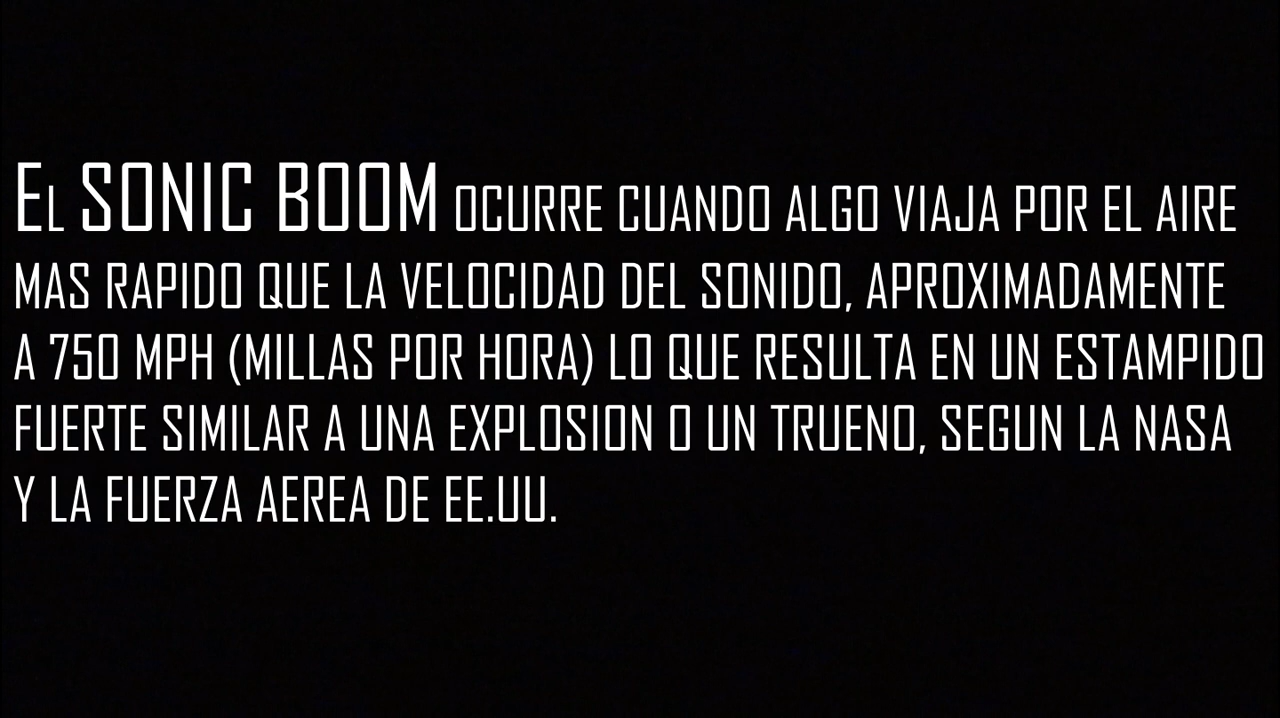 EL SONIC BOOM OCURRE CUANDO ALGO VIAJA POR EL AIRE
MAS RAPIDO QUE LA VELOCIDAD DEL SONIDO, APROXIMADAMENTE
A 750 MPH (MILLAS POR HORA) LO QUE RESULTA EN UN ESTAMPIDO
FUERTE SIMILAR A UNA EXPLOSION O UN TRUENO, SEGUN LA NASA
Y LA FUERZA AEREA DE EE.UU.